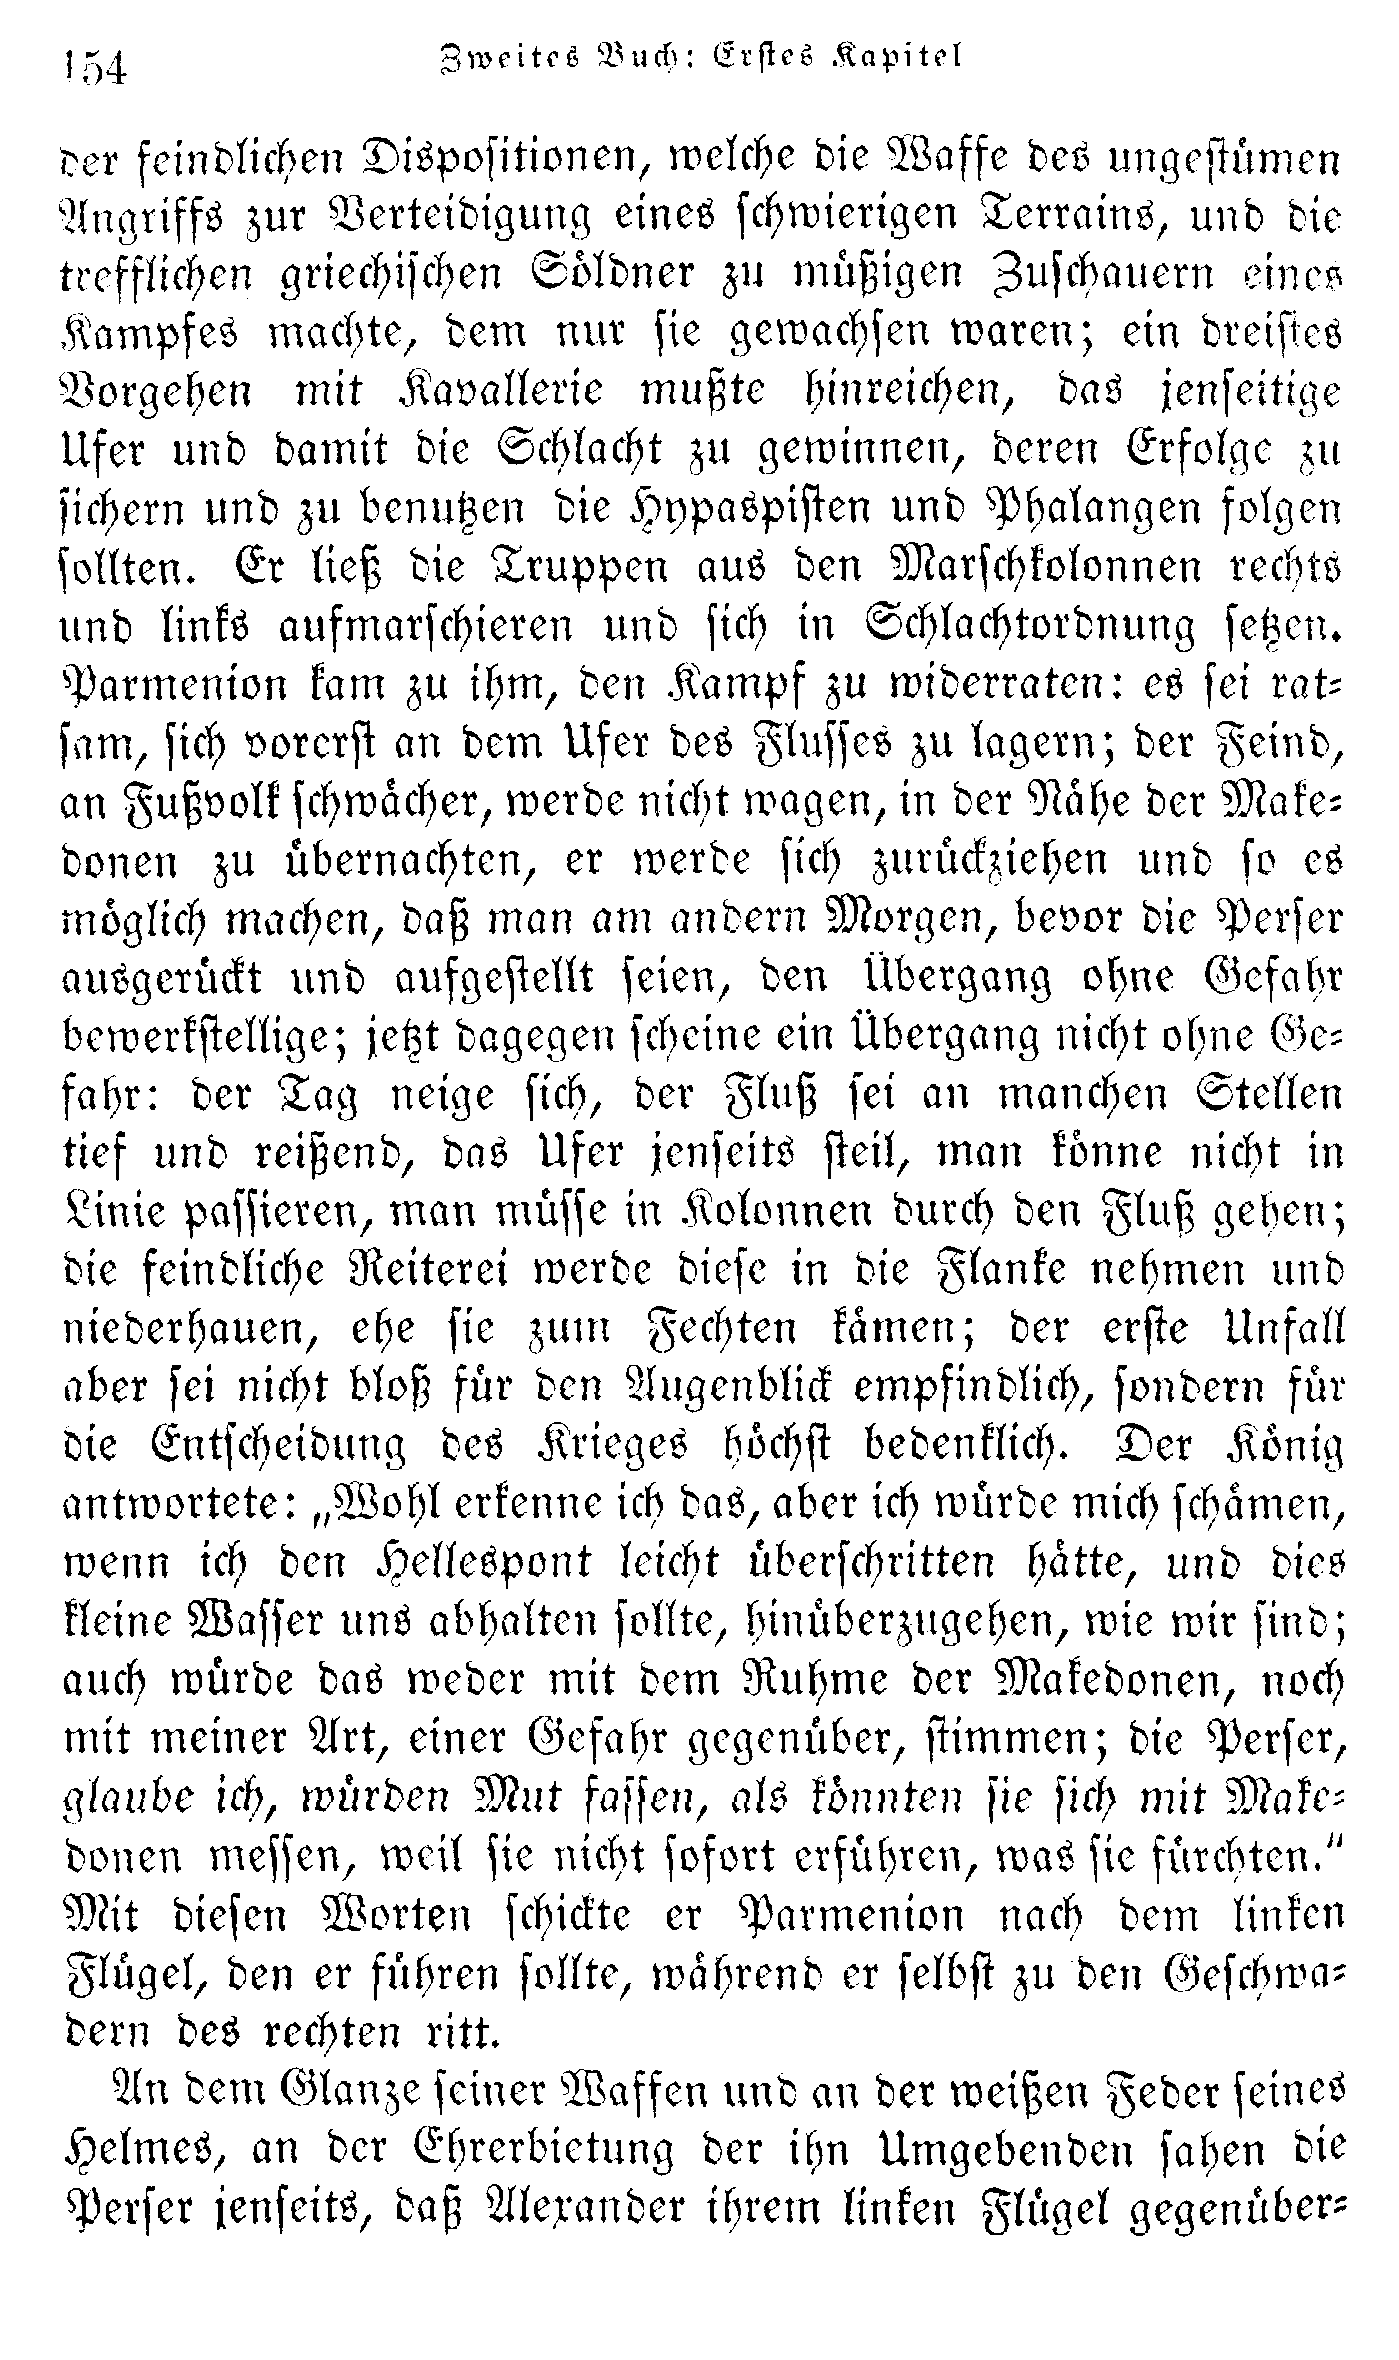 154
Zweites Buch: Erstes Kapitel
der feindlichen Dispositionen, welche die Waffe des ungestümen
Angriffs zur Verteidigung eines schwierigen Terrains, und die
trefflichen griechischen Söldner zu müßigen Zuschauern eines
Kampfes machte, dem nur sie gewachsen waren; ein dreistes
Vorgehen mit Kavallerie mußte hinreichen, das jenseitige
Ufer und damit die Schlacht zu gewinnen, deren Erfolge zu
sichern und zu benutzen die Hypaspisten und Phalangen folgen
sollten. Er ließ die Truppen aus den Marschkolonnen rechts
und links aufmarschieren und sich in Schlachtordnung setzen.
Parmenion kam zu ihm, den Kampf zu widerraten: es sei rat-
sam, sich vorerst an dem Ufer des Flusses zu lagern; der Feind,
an Fußvolk schwächer, werde nicht wagen, in der Nähe der Make-
donen zu übernachten, er werde sich zurückziehen und so es
möglich machen, daß man am andern Morgen, bevor die Perser
ausgerückt und aufgestellt seien, den Übergang ohne Gefahr
bewerkstellige; jetzt dagegen scheine ein Übergang nicht ohne Ge-
fahr: der Tag neige sich, der Fluß sei an manchen Stellen
tief und reißend, das Ufer jenseits steil, man könne nicht in
Linie passieren, man müsse in Kolonnen durch den Fluß gehen;
die feindliche Reiterei werde diese in die Flanke nehmen und
niederhauen, ehe sie zum Fechten kämen; der erste Unfall
aber sei nicht bloß für den Augenblick empfindlich, sondern für
die Entscheidung des Krieges höchst bedenklich. Der König
antwortete: „Wohl erkenne ich das, aber ich würde mich schämen,
wenn ich den Hellespont leicht überschritten hätte, und dies
kleine Wasser uns abhalten sollte, hinüberzugehen, wie wir sind;
auch würde das weder mit dem Ruhme der Makedonen, noch
mit meiner Art, einer Gefahr gegenüber, stimmen; die Perser,
glaube ich, würden Mut fassen, als könnten sie sich mit Make-
donen messen, weil sie nicht sofort erführen, was sie fürchten.“
Mit diesen Worten schickte er Parmenion nach dem linken
Flügel, den er führen sollte, während er selbst zu den Geschwa-
dern des rechten ritt.
An dem Glanze seiner Waffen und an der weißen Feder seines
Helmes, an der Ehrerbietung der ihn Umgebenden sahen die
Perser jenseits, daß Alexander ihrem linken Flügel gegenüber-